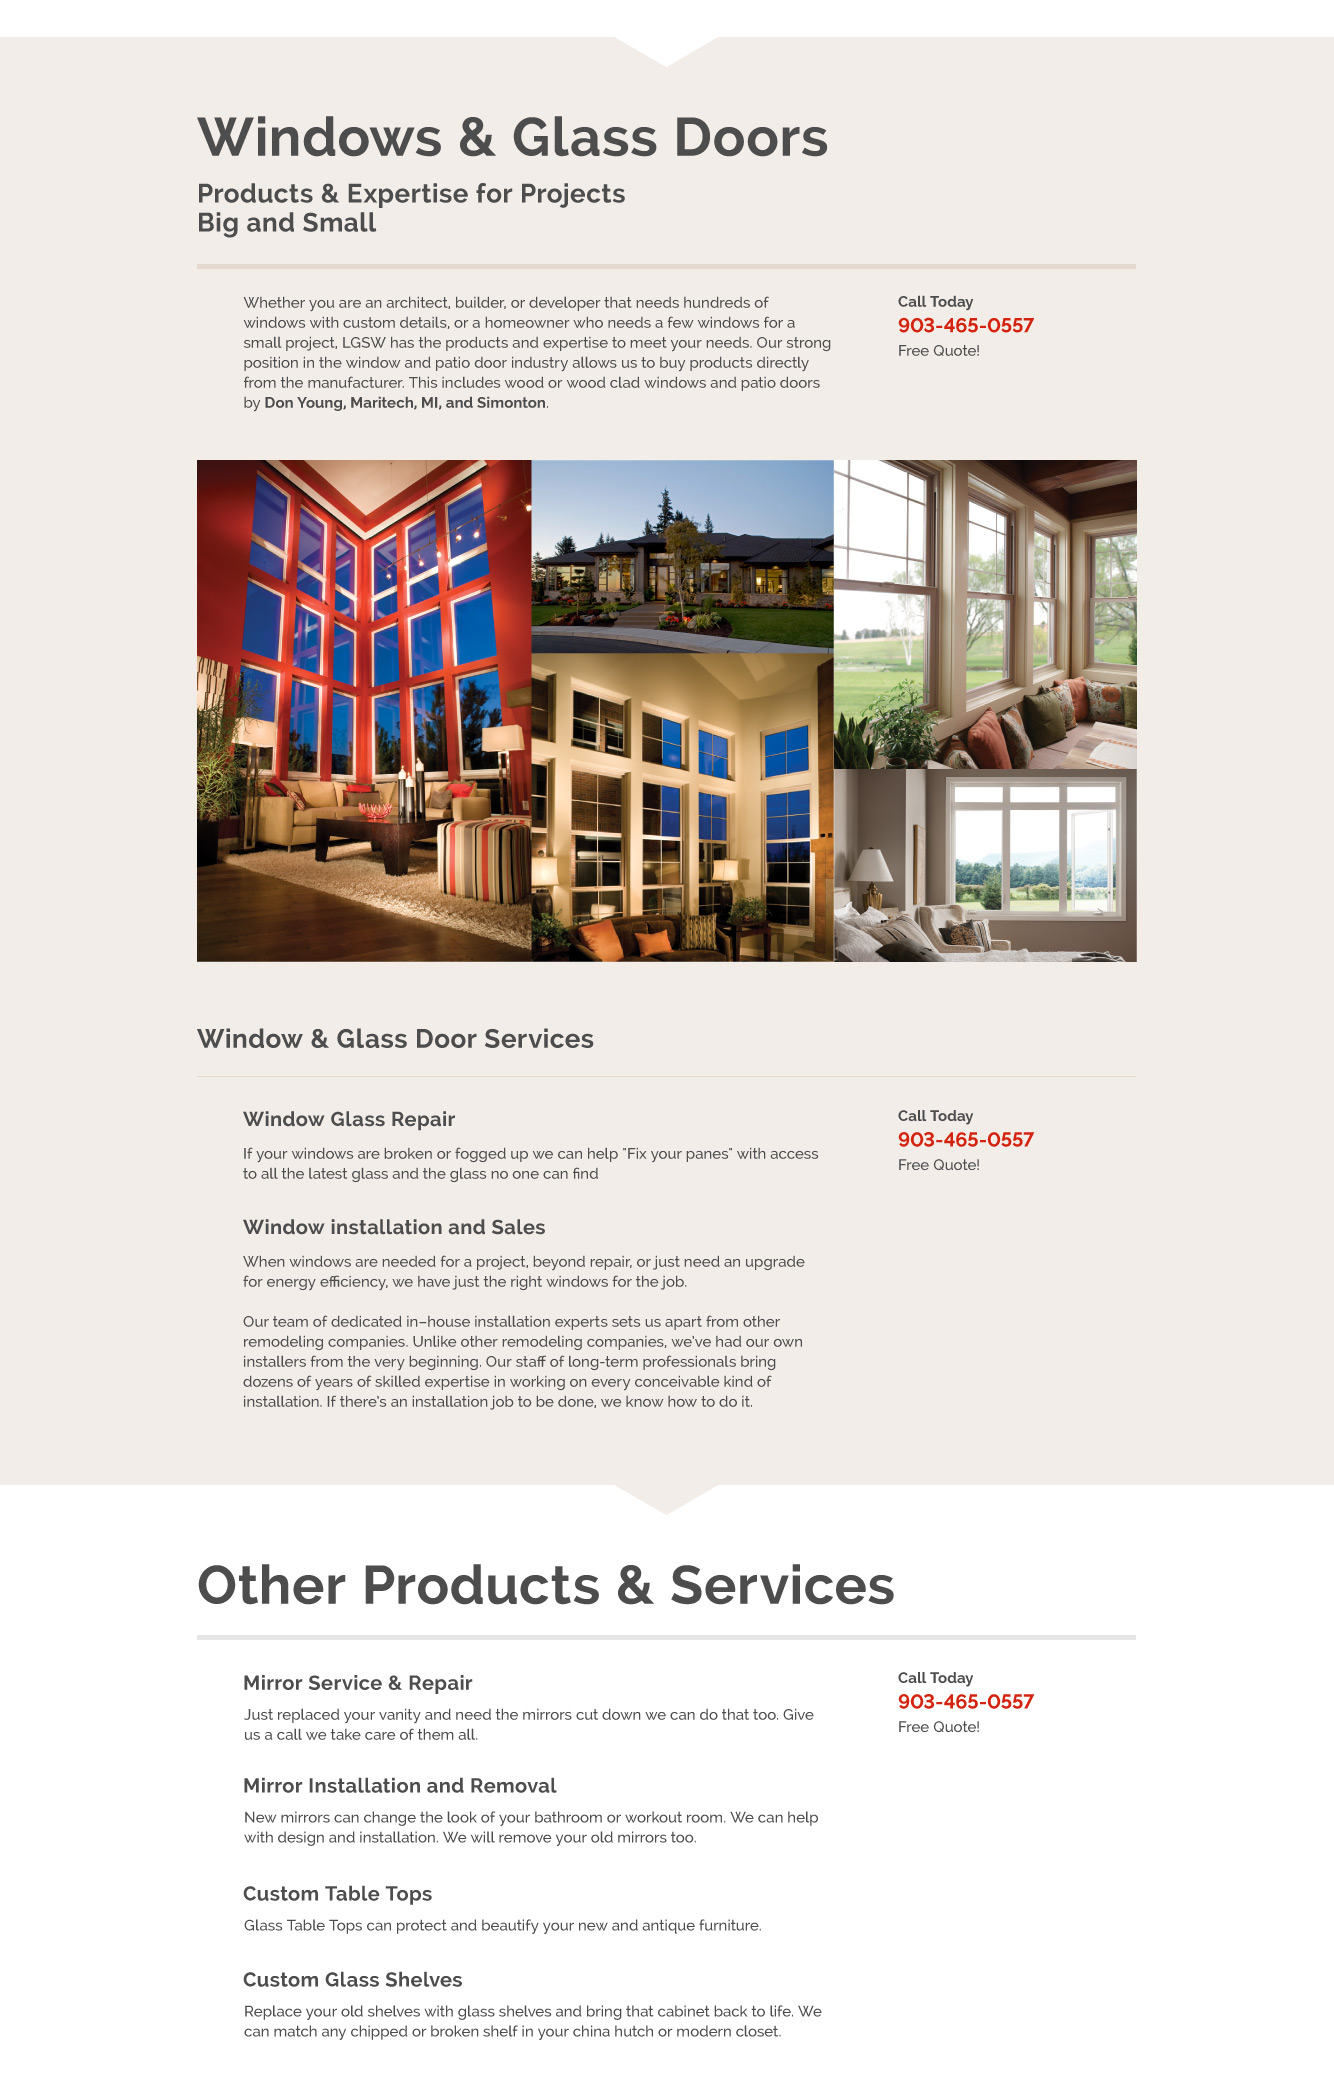 Windows & Glass Doors
Products & Expertise for Projects
Big and Small
Whether you are an architect, builder, or developer that needs hundreds of
windows with custom details, or a homeowner who needs a few windows for a
small project, LGSW has the products and expertise to meet your needs. Our strong
position in the window and patio door industry allows us to buy products directly
from the manufacturer. This includes wood or wood clad windows and patio doors
by Don Young, Maritech, MI, and Simonton.
Call Today
903-465-0557
Free Quote!
Window & Glass Door Services
Window Glass Repair
If your windows are broken or fogged up we can help "Fix your panes" with access
to all the latest glass and the glass no one can find
Window installation and Sales
When windows are needed for a project, beyond repair, or just need an upgrade
for energy efficiency, we have just the right windows for the job.
Our team of dedicated in–house installation experts sets us apart from other
remodeling companies. Unlike other remodeling companies, we've had our own
installers from the very beginning. Our staff of long-term professionals bring
dozens of years of skilled expertise in working on every conceivable kind of
installation. If there's an installation job to be done, we know how to do it.
Call Today
903-465-0557
Free Quote!
Other Products & Services
Mirror Service & Repair
Just replaced your vanity and need the mirrors cut down we can do that too. Give
us a call we take care of them all.
Mirror Installation and Removal
New mirrors can change the look of your bathroom or workout room. We can help
with design and installation. We will remove your old mirrors too.
Custom Table Tops
Glass Table Tops can protect and beautify your new and antique furniture.
Custom Glass Shelves
Replace your old shelves with glass shelves and bring that cabinet back to life. We
can match any chipped or broken shelf in your china hutch or modern closet.
Call Today
903-465-0557
Free Quote!